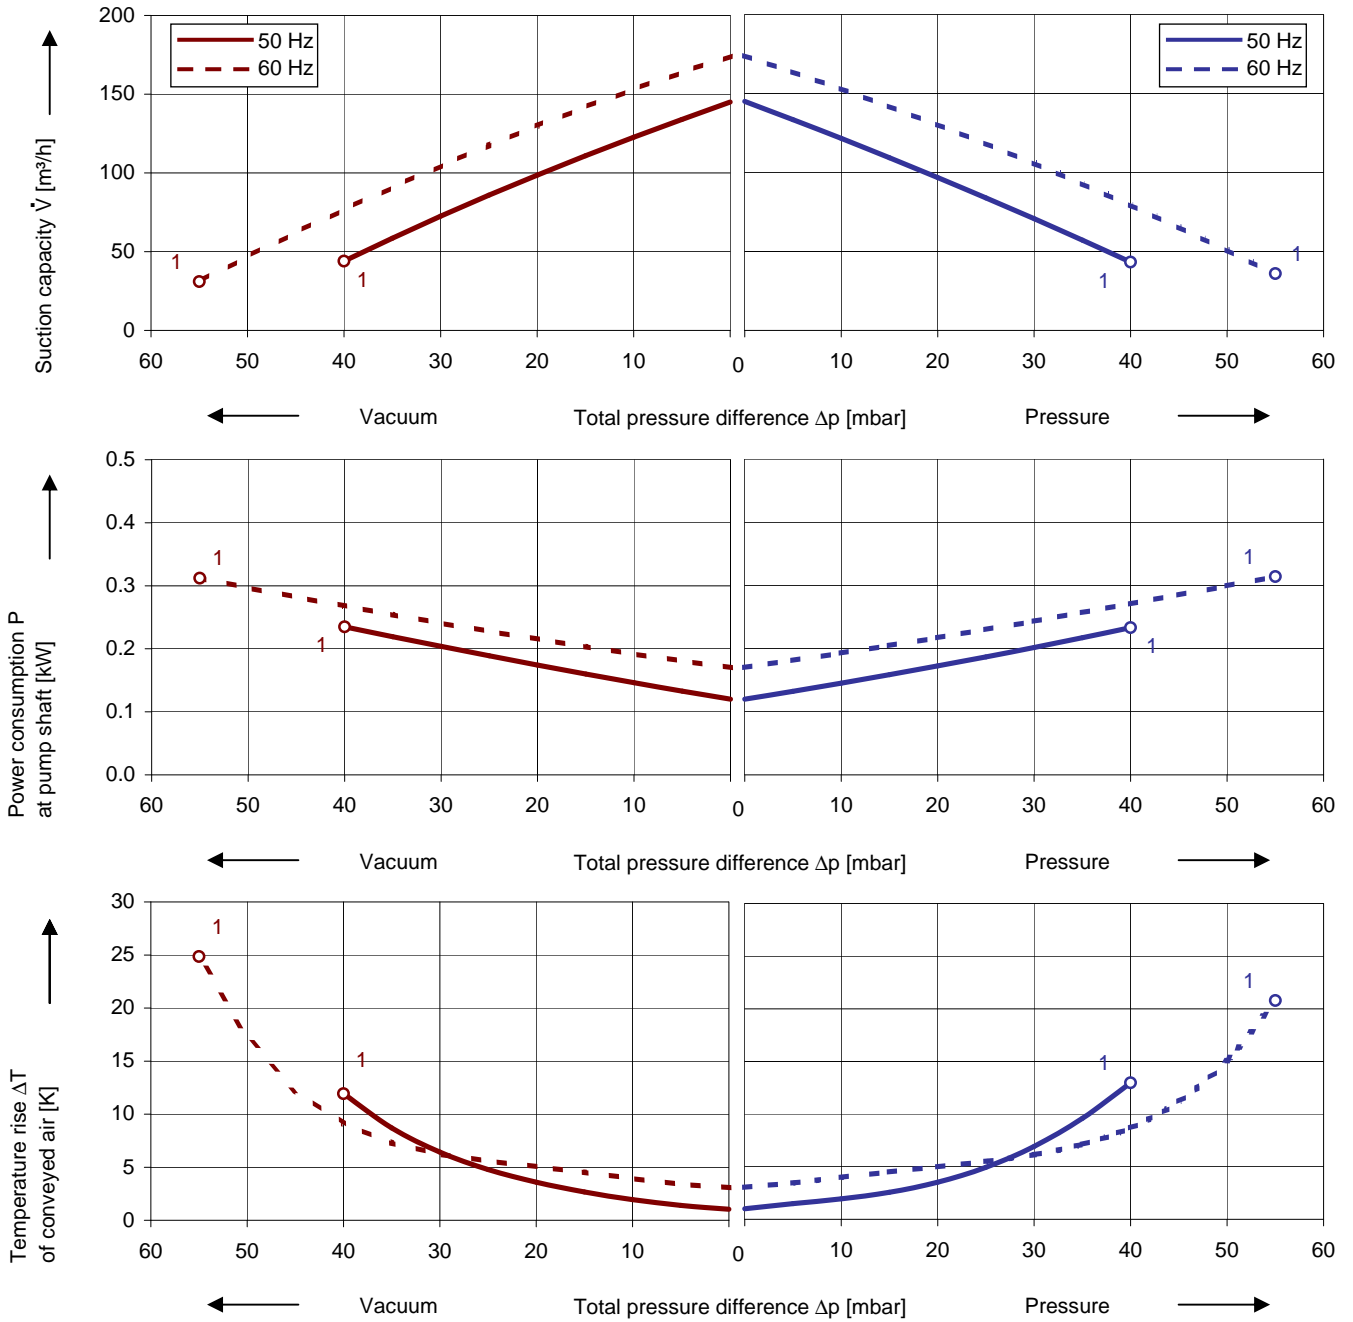 200
150
100
50
0
Suction capacity V̇ [m³/h]
50 Hz
60 Hz
50 Hz
60 Hz
1
1
1
1
60 50 40 30 20 10 0 10 20 30 40 50 60
Vacuum Total pressure difference Δp [mbar] Pressure
0.5
0.4
0.3
0.2
0.1
0.0
Power consumption P
at pump shaft [kW]
1
1
1
1
60 50 40 30 20 10 0 10 20 30 40 50 60
Vacuum Total pressure difference Δp [mbar] Pressure
30
25
20
15
10
5
0
Temperature rise ΔT
of conveyed air [K]
1
1
1
1
60 50 40 30 20 10 0 10 20 30 40 50 60
Vacuum Total pressure difference Δp [mbar] Pressure